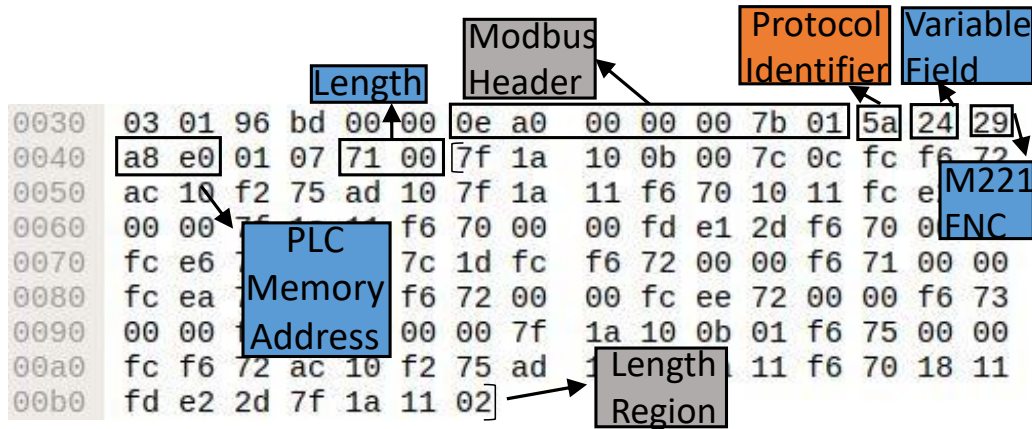 Modbus Header
Protocol Identifier
Variable Field
Length
0030 03 01 96 bd 00 00 0e a0 00 00 00 7b 01 5a 24 29
0040 a8 e0 01 07 71 00 7f 1a 10 0b 00 7c 0c fc f6 72
0050 ac 10 f2 75 ad 10 7f 1a 11 f6 70 10 11 fc
M221 FNC
0060 00 00 f6 70 00 00 fd e1 2d f6 70
PLC Memory Address
0070 fc e6 7c 1d fc f6 72 00 00 f6 71 00 00
0080 fc ea f6 72 00 00 fc ee 72 00 00 f6 73
0090 00 00 00 00 7f 1a 10 0b 01 f6 75 00 00
00a0 fc f6 72 ac 10 f2 75 ad 11 f6 70 18 11
Length Region
00b0 fd e2 2d 7f 1a 11 02